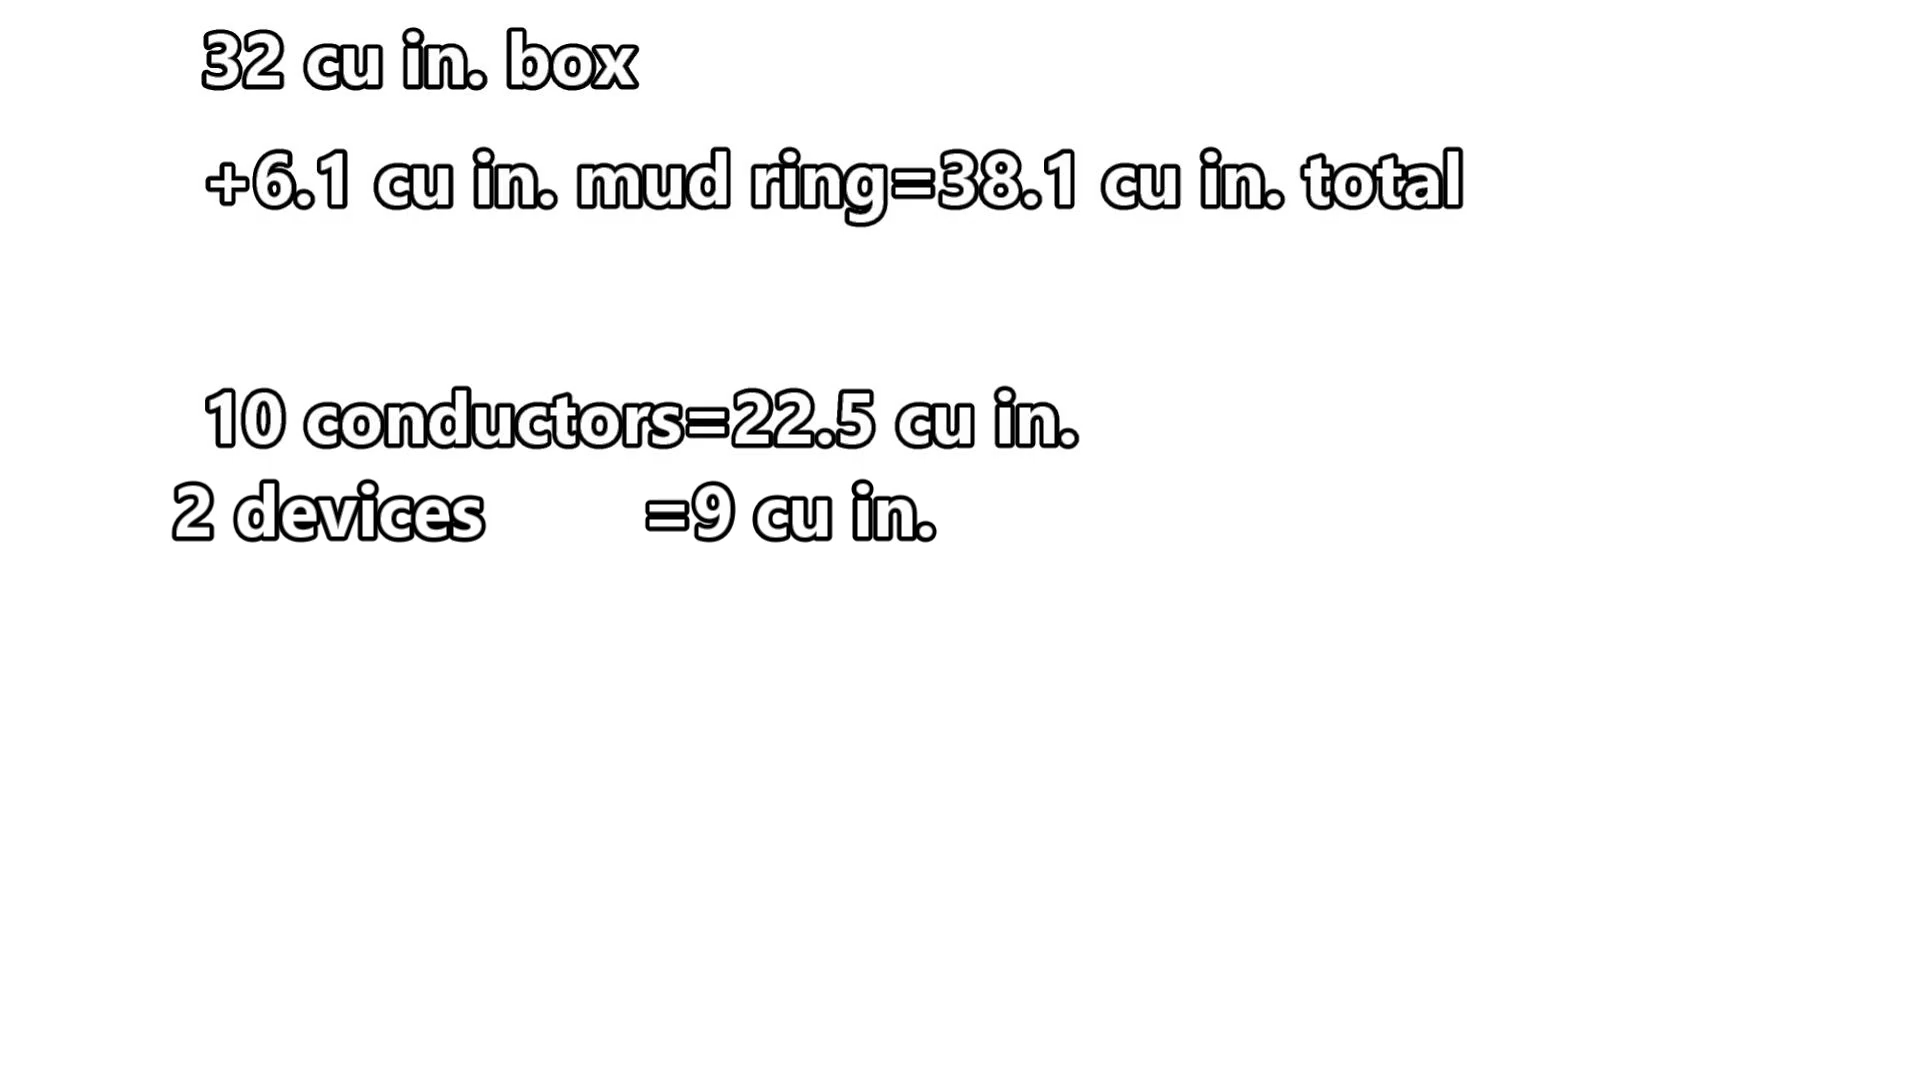 32 cu in. box
+6.1 cu in. mud ring=38.1 cu in. total
10 conductors=22.5 cu in.
2 devices =9 cu in.